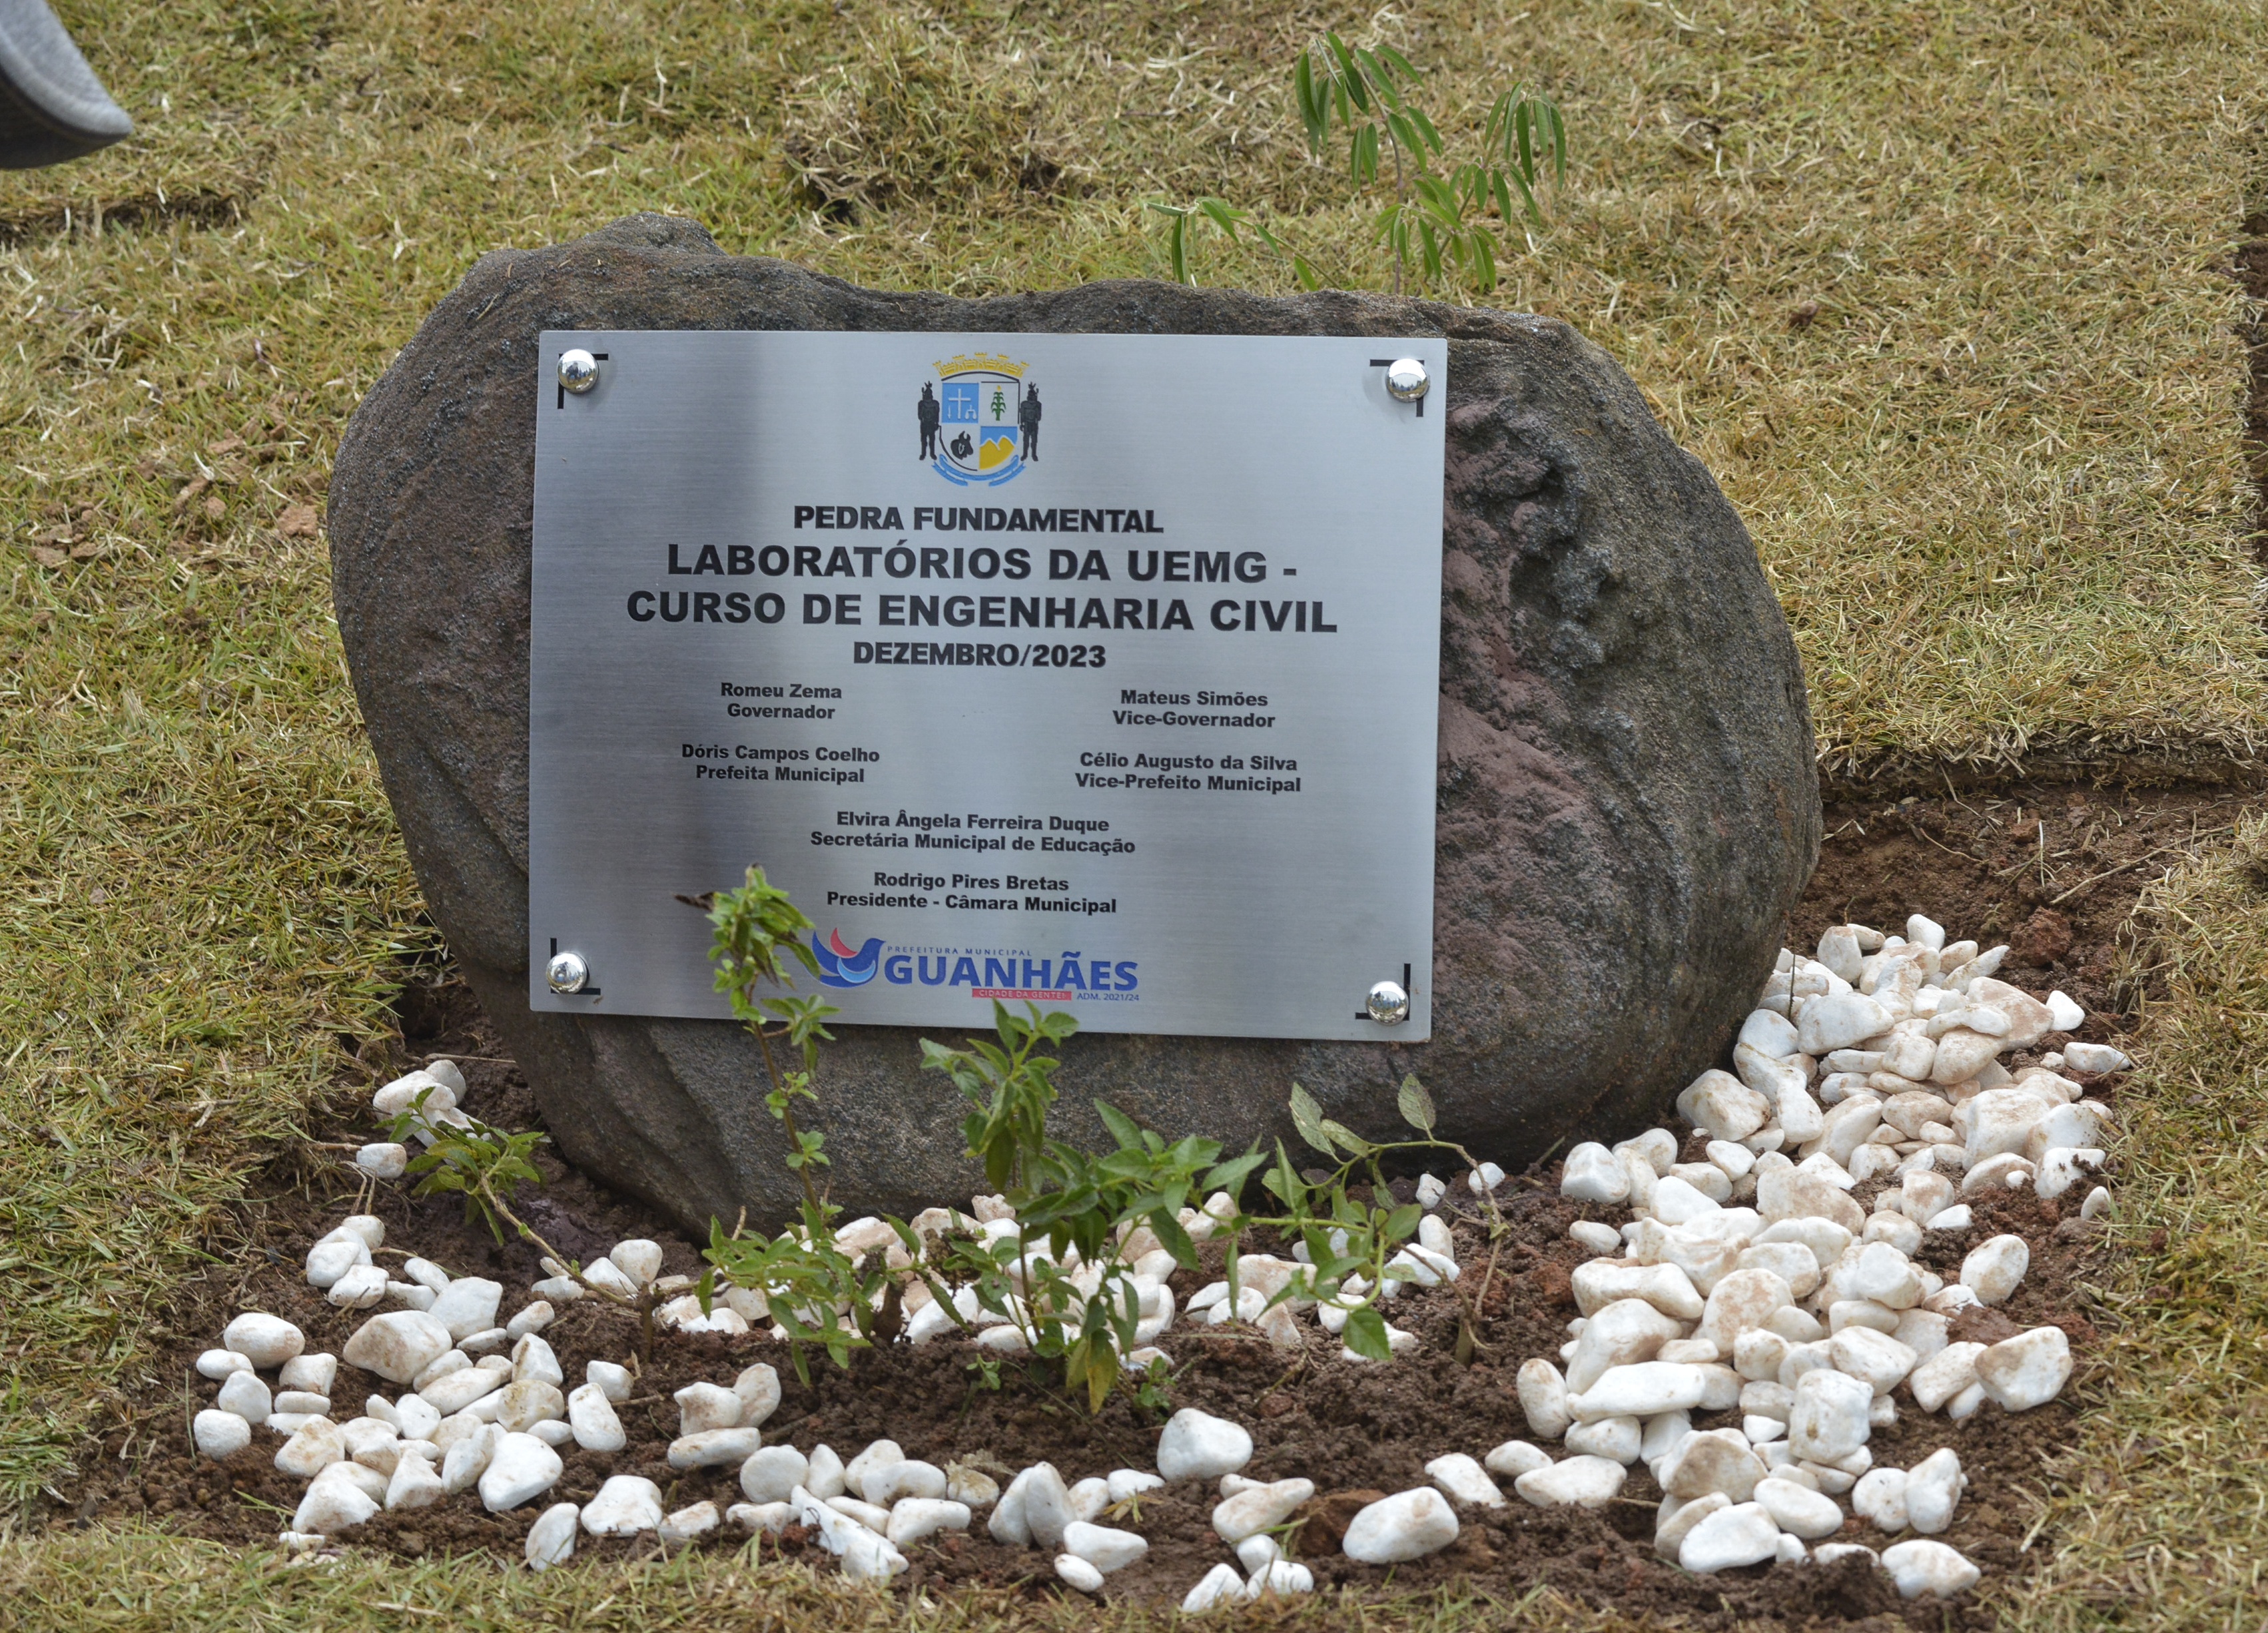 PEDRA FUNDAMENTAL
LABORATÓRIOS DA UEMG -
CURSO DE ENGENHARIA CIVIL
DEZEMBRO/2023
Romeu Zema
Governador
Mateus Simões
Vice-Governador
Dóris Campos Coelho
Prefeita Municipal
Célio Augusto da Silva
Vice-Prefeito Municipal
Elvira Ângela Ferreira Duque
Secretária Municipal de Educação
Rodrigo Pires Bretas
Presidente - Câmara Municipal
PREFEITURA MUNICIPAL
GUANHÃES
CIDADE DA GENTE!
ADM. 2021/24